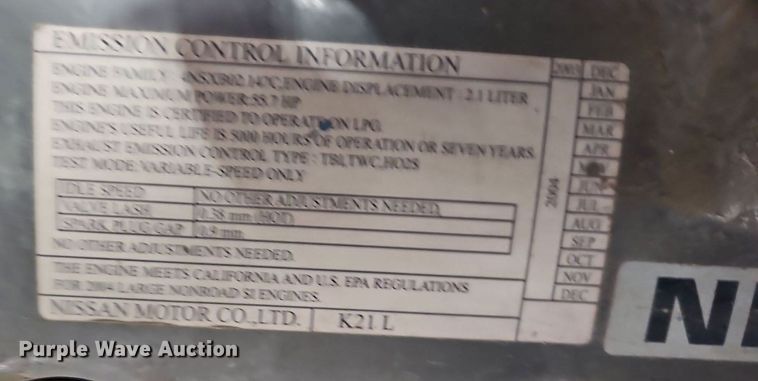 EMISSION CONTROL INFORMATION
ENGINE FAMILY : 4NSXB02.147C,ENGINE DISPLACEMENT : 2.1 LITER
ENGINE MAXIMUM POWER:55.7 HP
THIS ENGINE IS CERTIFIED TO OPERATE ON LPG.
ENGINE'S USEFUL LIFE IS 5000 HOURS OF OPERATION OR SEVEN YEARS.
EXHAUST EMISSION CONTROL TYPE : TBI,TWC,HO2S
TEST MODE:VARIABLE-SPEED ONLY
IDLE SPEED NO OTHER ADJUSTMENTS NEEDED.
VALVE LASH 0.38 mm (HOT)
SPARK PLUG GAP 0.9 mm
NO OTHER ADJUSTMENTS NEEDED.
THE ENGINE MEETS CALIFORNIA AND U.S. EPA REGULATIONS
FOR 2004 LARGE NONROAD SI ENGINES.
NISSAN MOTOR CO.,LTD. K21 L
2003 DEC
2004
JAN
FEB
MAR
APR
MAY
JUN
JUL
AUG
SEP
OCT
NOV
DEC
Purple Wave Auction